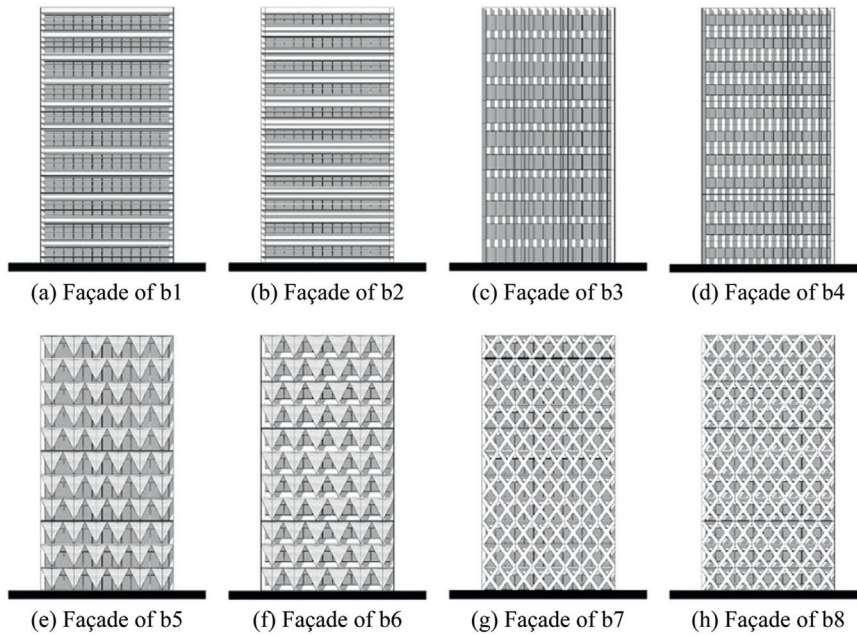 (a) Façade of b1
(b) Façade of b2
(c) Façade of b3
(d) Façade of b4
(e) Façade of b5
(f) Façade of b6
(g) Façade of b7
(h) Façade of b8